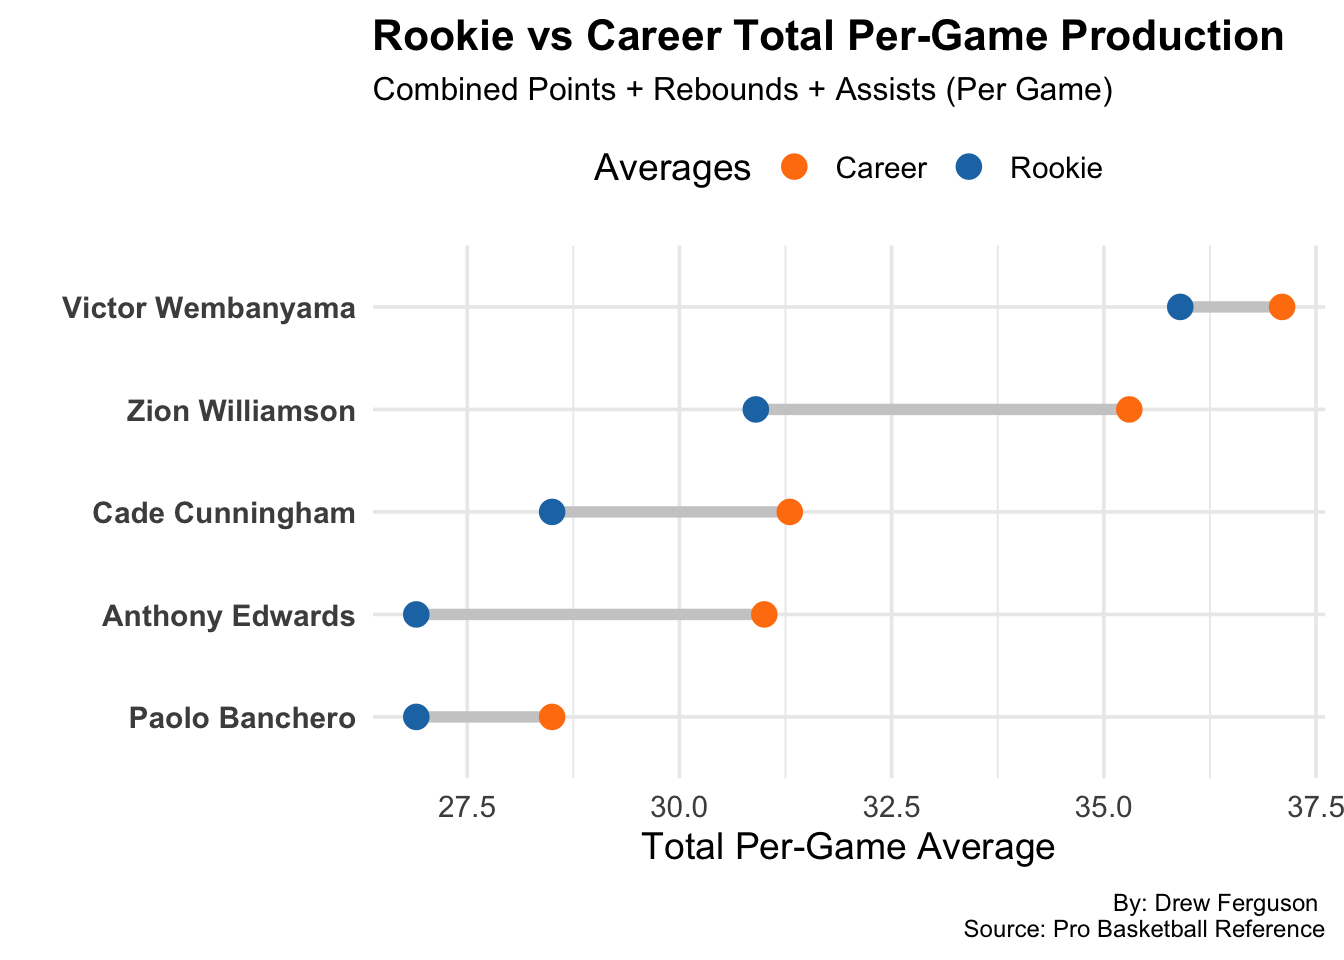 Rookie vs Career Total Per-Game Production
Combined Points + Rebounds + Assists (Per Game)
Averages Career Rookie
Victor Wembanyama
Zion Williamson
Cade Cunningham
Anthony Edwards
Paolo Banchero
27.5 30.0 32.5 35.0 37.5
Total Per-Game Average
By: Drew Ferguson
Source: Pro Basketball Reference